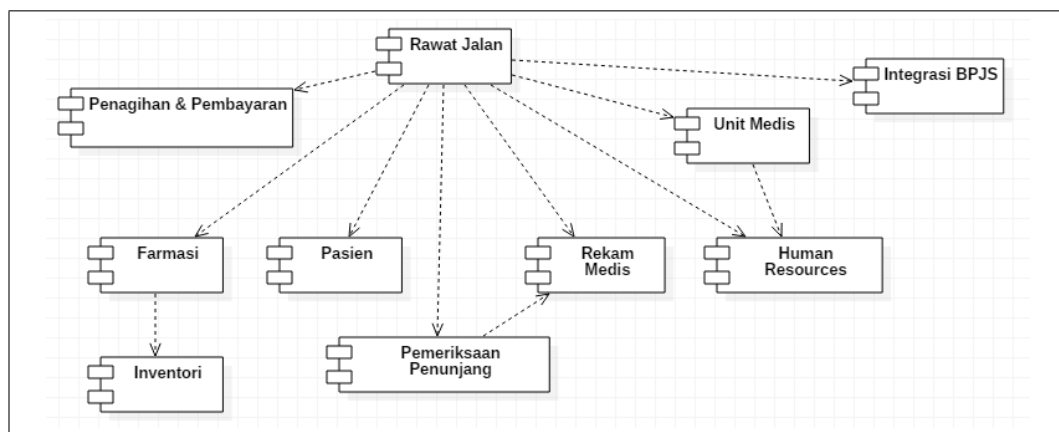 Rawat Jalan
Integrasi BPJS
Penagihan & Pembayaran
Unit Medis
Farmasi
Pasien
Rekam
Medis
Human
Resources
Pemeriksaan
Penunjang
Inventori